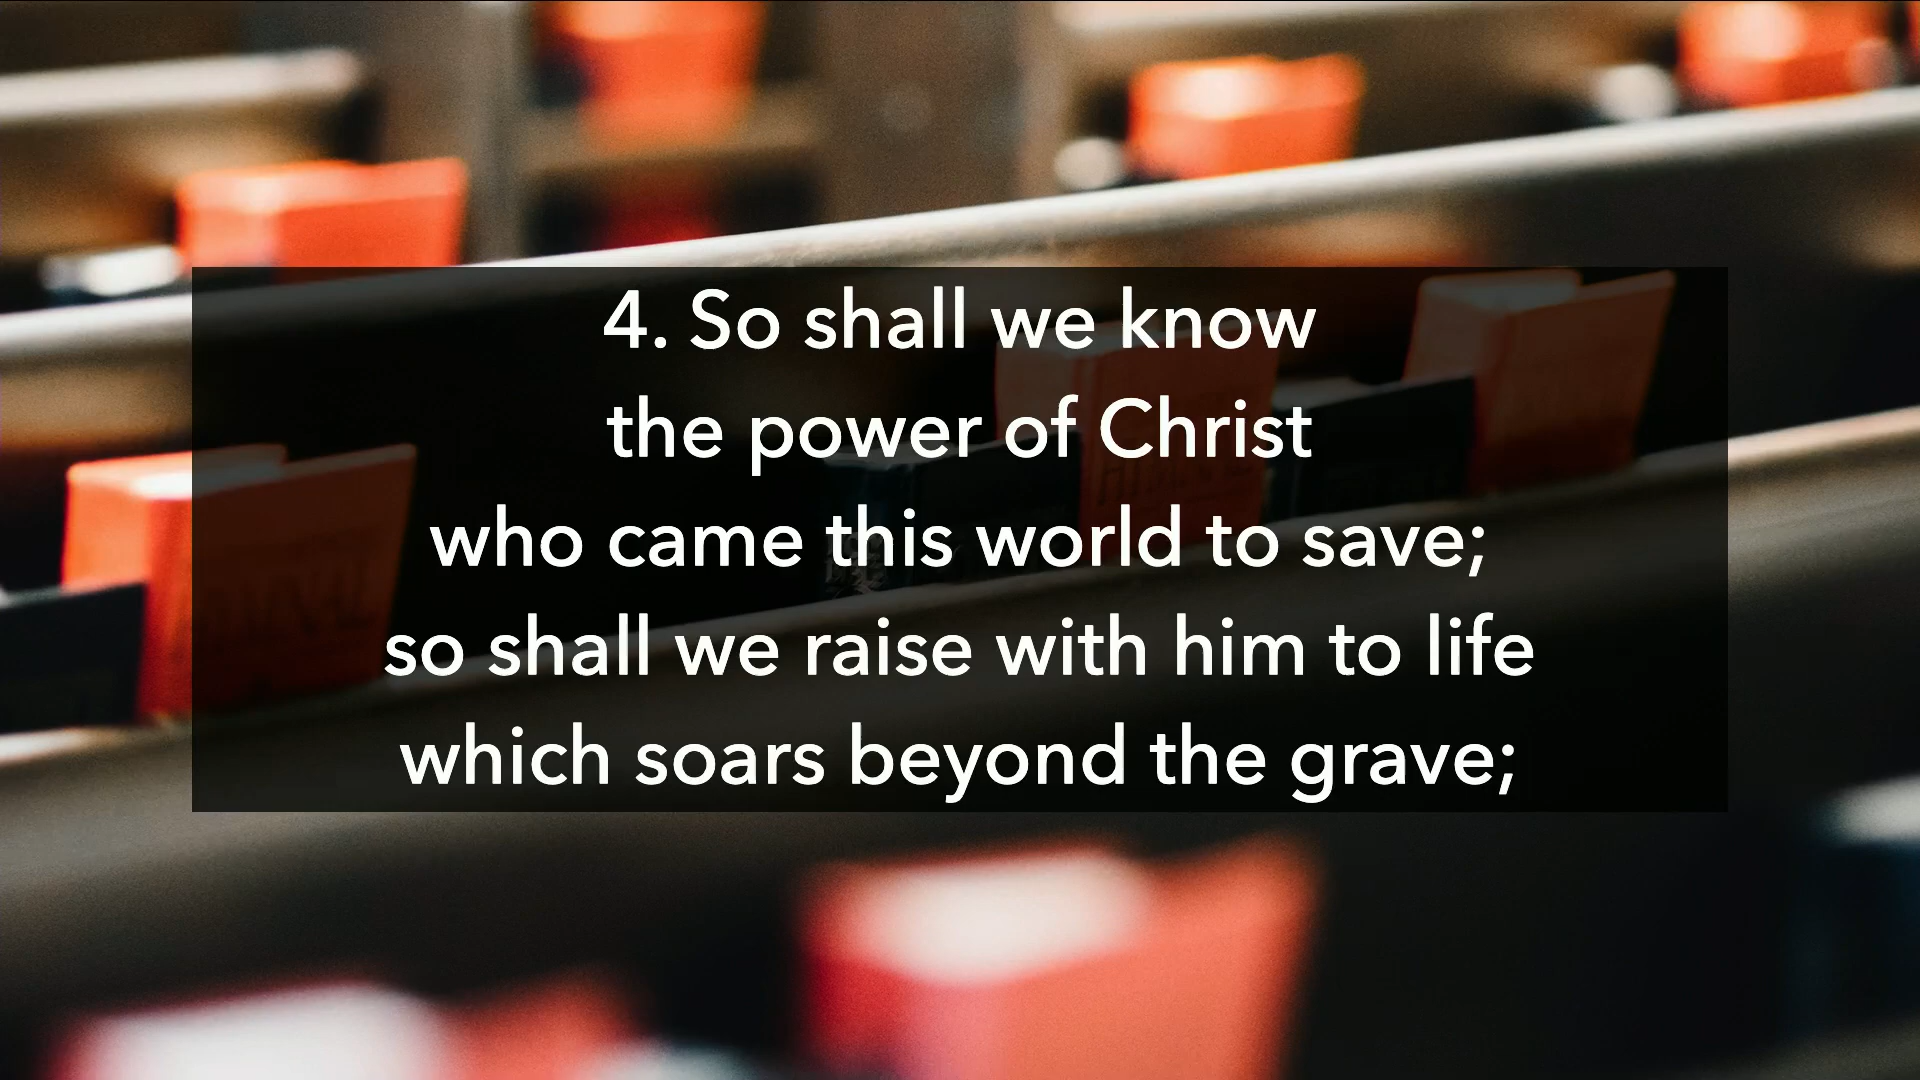 4. So shall we know
the power of Christ
who came this world to save;
so shall we raise with him to life
which soars beyond the grave;